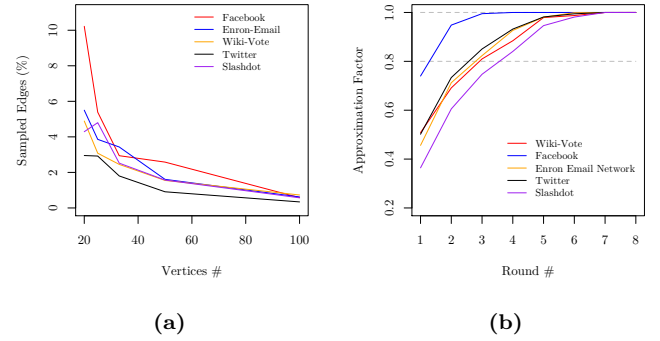 Sampled Edges (%)
10
8
6
4
2
0
Facebook
Enron-Email
Wiki-Vote
Twitter
Slashdot
20 40 60 80 100
Vertices #
(a)
Approximation Factor
1.0
0.8
0.6
0.4
0.2
Wiki-Vote
Facebook
Enron Email Network
Twitter
Slashdot
1 2 3 4 5 6 7 8
Round #
(b)